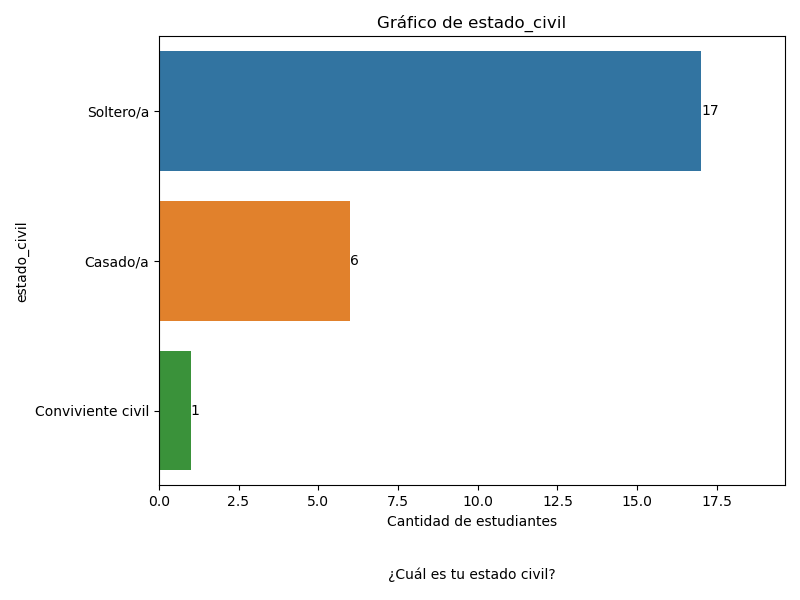 Gráfico de estado_civil
estado_civil
Soltero/a
17
Casado/a
6
Conviviente civil
1
0.0 2.5 5.0 7.5 10.0 12.5 15.0 17.5
Cantidad de estudiantes
¿Cuál es tu estado civil?